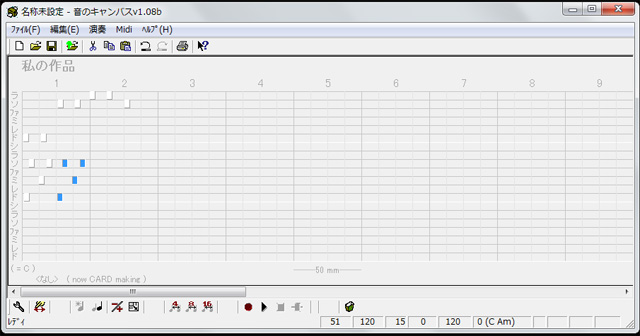 名称未設定 - 音のキャンバスv1.08b
ﾌｧｲﾙ(F) 編集(E) 演奏 Midi ﾍﾙﾌﾟ(H)
私の作品
1 2 3 4 5 6 7 8 9
ラ
ソ
ファ
ミ
レ
ド
シ
ラ
ソ
ファ
ミ
レ
ド
シ
ラ
ソ
ファ
ミ
レ
ド
( = C )
50 mm
<なし> ( now CARD making )
4 8 16
ﾚﾃﾞｨ 51 120 15 0 120 0 (C Am)